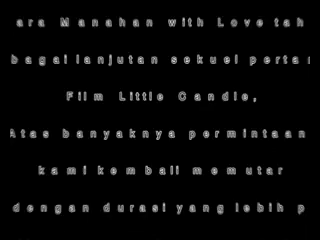 ara Manahan with Love tah
bagai lanjutan sekuel perta
Film Little Candle,
Atas banyaknya permintaan
kami kembali memutar
dengan durasi yang lebih p